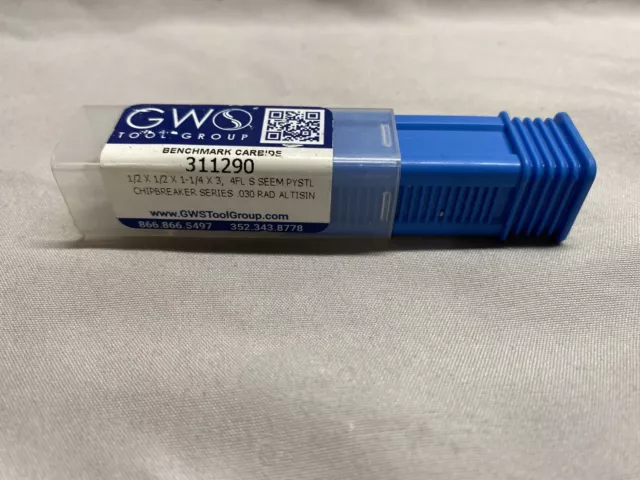 GWS
TOOL GROUP
BENCHMARK CARBIDE
311290
1/2 X 1/2 X 1-1/4 X 3, 4FL S SEEM PYSTL
CHIPBREAKER SERIES .030 RAD ALTISIN
www.GWSToolGroup.com
866.866.5497 352.343.8778